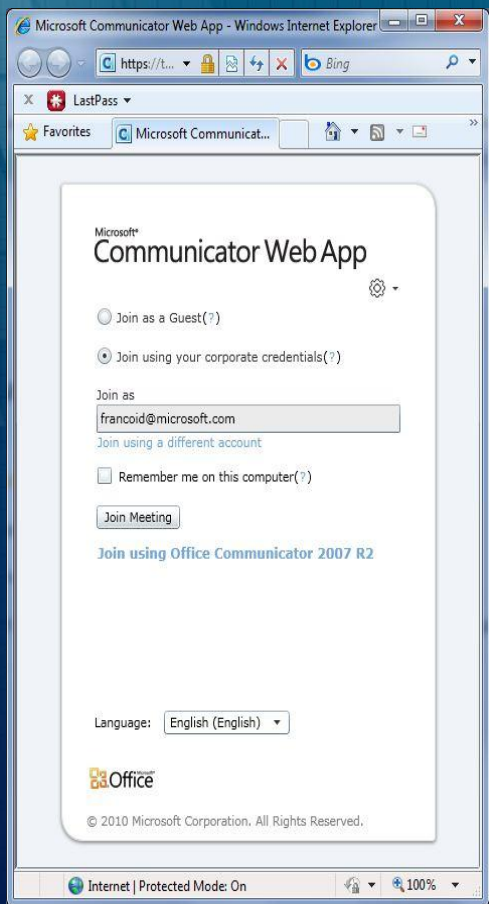 Microsoft Communicator Web App - Windows Internet Explorer
https://t... Bing
x LastPass
Favorites Microsoft Communicat... »
Microsoft®
Communicator Web App
Join as a Guest(?)
Join using your corporate credentials(?)
Join as
francoid@microsoft.com
Join using a different account
Remember me on this computer(?)
Join Meeting
Join using Office Communicator 2007 R2
Language: English (English)
Microsoft®
Office
© 2010 Microsoft Corporation. All Rights Reserved.
Internet | Protected Mode: On 100%